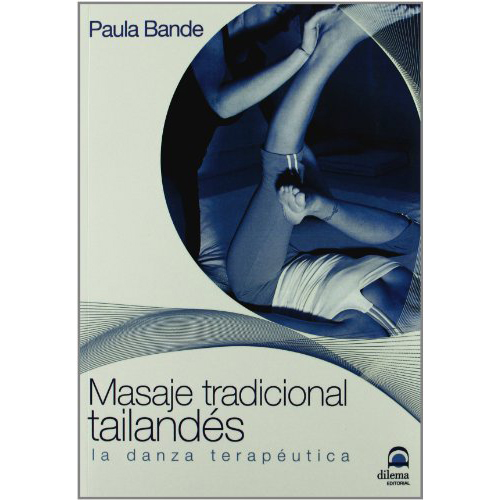 Paula Bande
Masaje tradicional
tailandés
la danza terapéutica
dilema
EDITORIAL